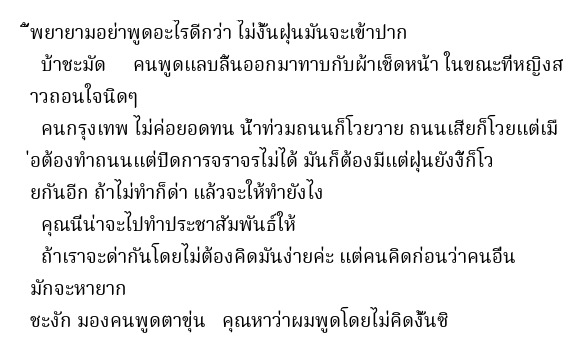 "พยายามอย่าพูดอะไรดีกว่า ไม่งั้นฝุ่นมันจะเข้าปาก
บ้าชะมัด คนพูดแลบลิ้นออกมาทาบกับผ้าเช็ดหน้า ในขณะที่หญิงส
าวถอนใจนิดๆ
คนกรุงเทพ ไม่ค่อยอดทน น้ำท่วมถนนก็โวยวาย ถนนเสียก็โวยแต่เมื
่อต้องทำถนนแต่ปิดการจราจรไม่ได้ มันก็ต้องมีแต่ฝุ่นยังงี้ก็โว
ยกันอีก ถ้าไม่ทำก็ด่า แล้วจะให้ทำยังไง
คุณนี่น่าจะไปทำประชาสัมพันธ์ให้
ถ้าเราจะด่ากันโดยไม่ต้องคิดมันง่ายค่ะ แต่คนคิดก่อนว่าคนอื่น
มักจะหายาก
ชะงัก มองคนพูดตาขุ่น คุณหาว่าผมพูดโดยไม่คิดงั้นซิ